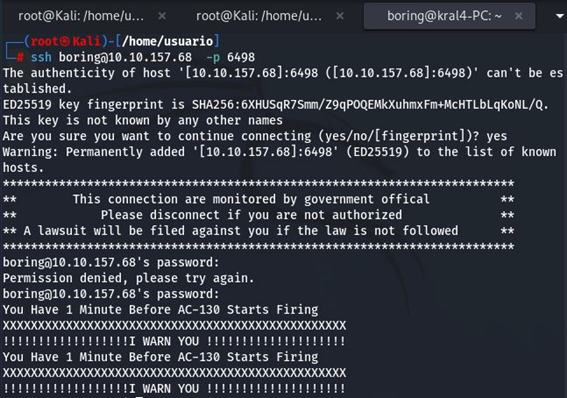 root@Kali: /home/u... × root@Kali: /home/us... × boring@kral4-PC: ~ ×
┌──(root㉿Kali)-[/home/usuario]
└─# ssh boring@10.10.157.68  -p 6498
The authenticity of host '[10.10.157.68]:6498 ([10.10.157.68]:6498)' can't be es
tablished.
ED25519 key fingerprint is SHA256:6XHUSqR7Smm/Z9qPOQEMkXuhmxFm+McHTLbLqKoNL/Q.
This key is not known by any other names
Are you sure you want to continue connecting (yes/no/[fingerprint])? yes
Warning: Permanently added '[10.10.157.68]:6498' (ED25519) to the list of known
hosts.
*************************************************************************
**        This connection are monitored by government offical          **
**            Please disconnect if you are not authorized              **
** A lawsuit will be filed against you if the law is not followed      **
*************************************************************************
boring@10.10.157.68's password:
Permission denied, please try again.
boring@10.10.157.68's password:
You Have 1 Minute Before AC-130 Starts Firing
XXXXXXXXXXXXXXXXXXXXXXXXXXXXXXXXXXXXXXXXXXXXXXXXX
!!!!!!!!!!!!!!!!!!I WARN YOU !!!!!!!!!!!!!!!!!!!!
You Have 1 Minute Before AC-130 Starts Firing
XXXXXXXXXXXXXXXXXXXXXXXXXXXXXXXXXXXXXXXXXXXXXXXXX
!!!!!!!!!!!!!!!!!!I WARN YOU !!!!!!!!!!!!!!!!!!!!